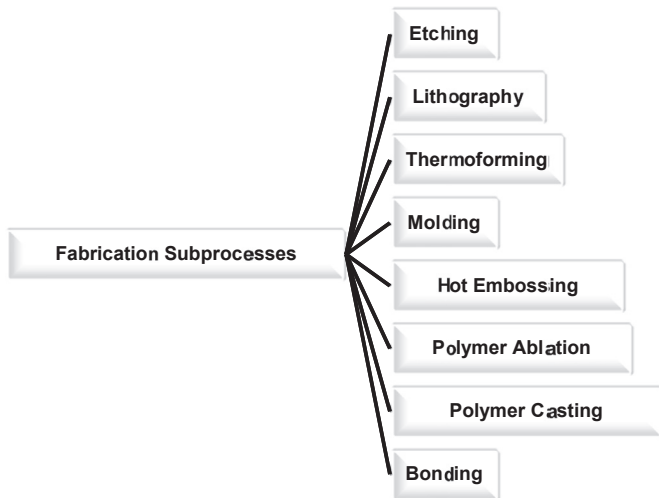 Etching
Lithography
Thermoforming
Molding
Fabrication Subprocesses
Hot Embossing
Polymer Ablation
Polymer Casting
Bonding